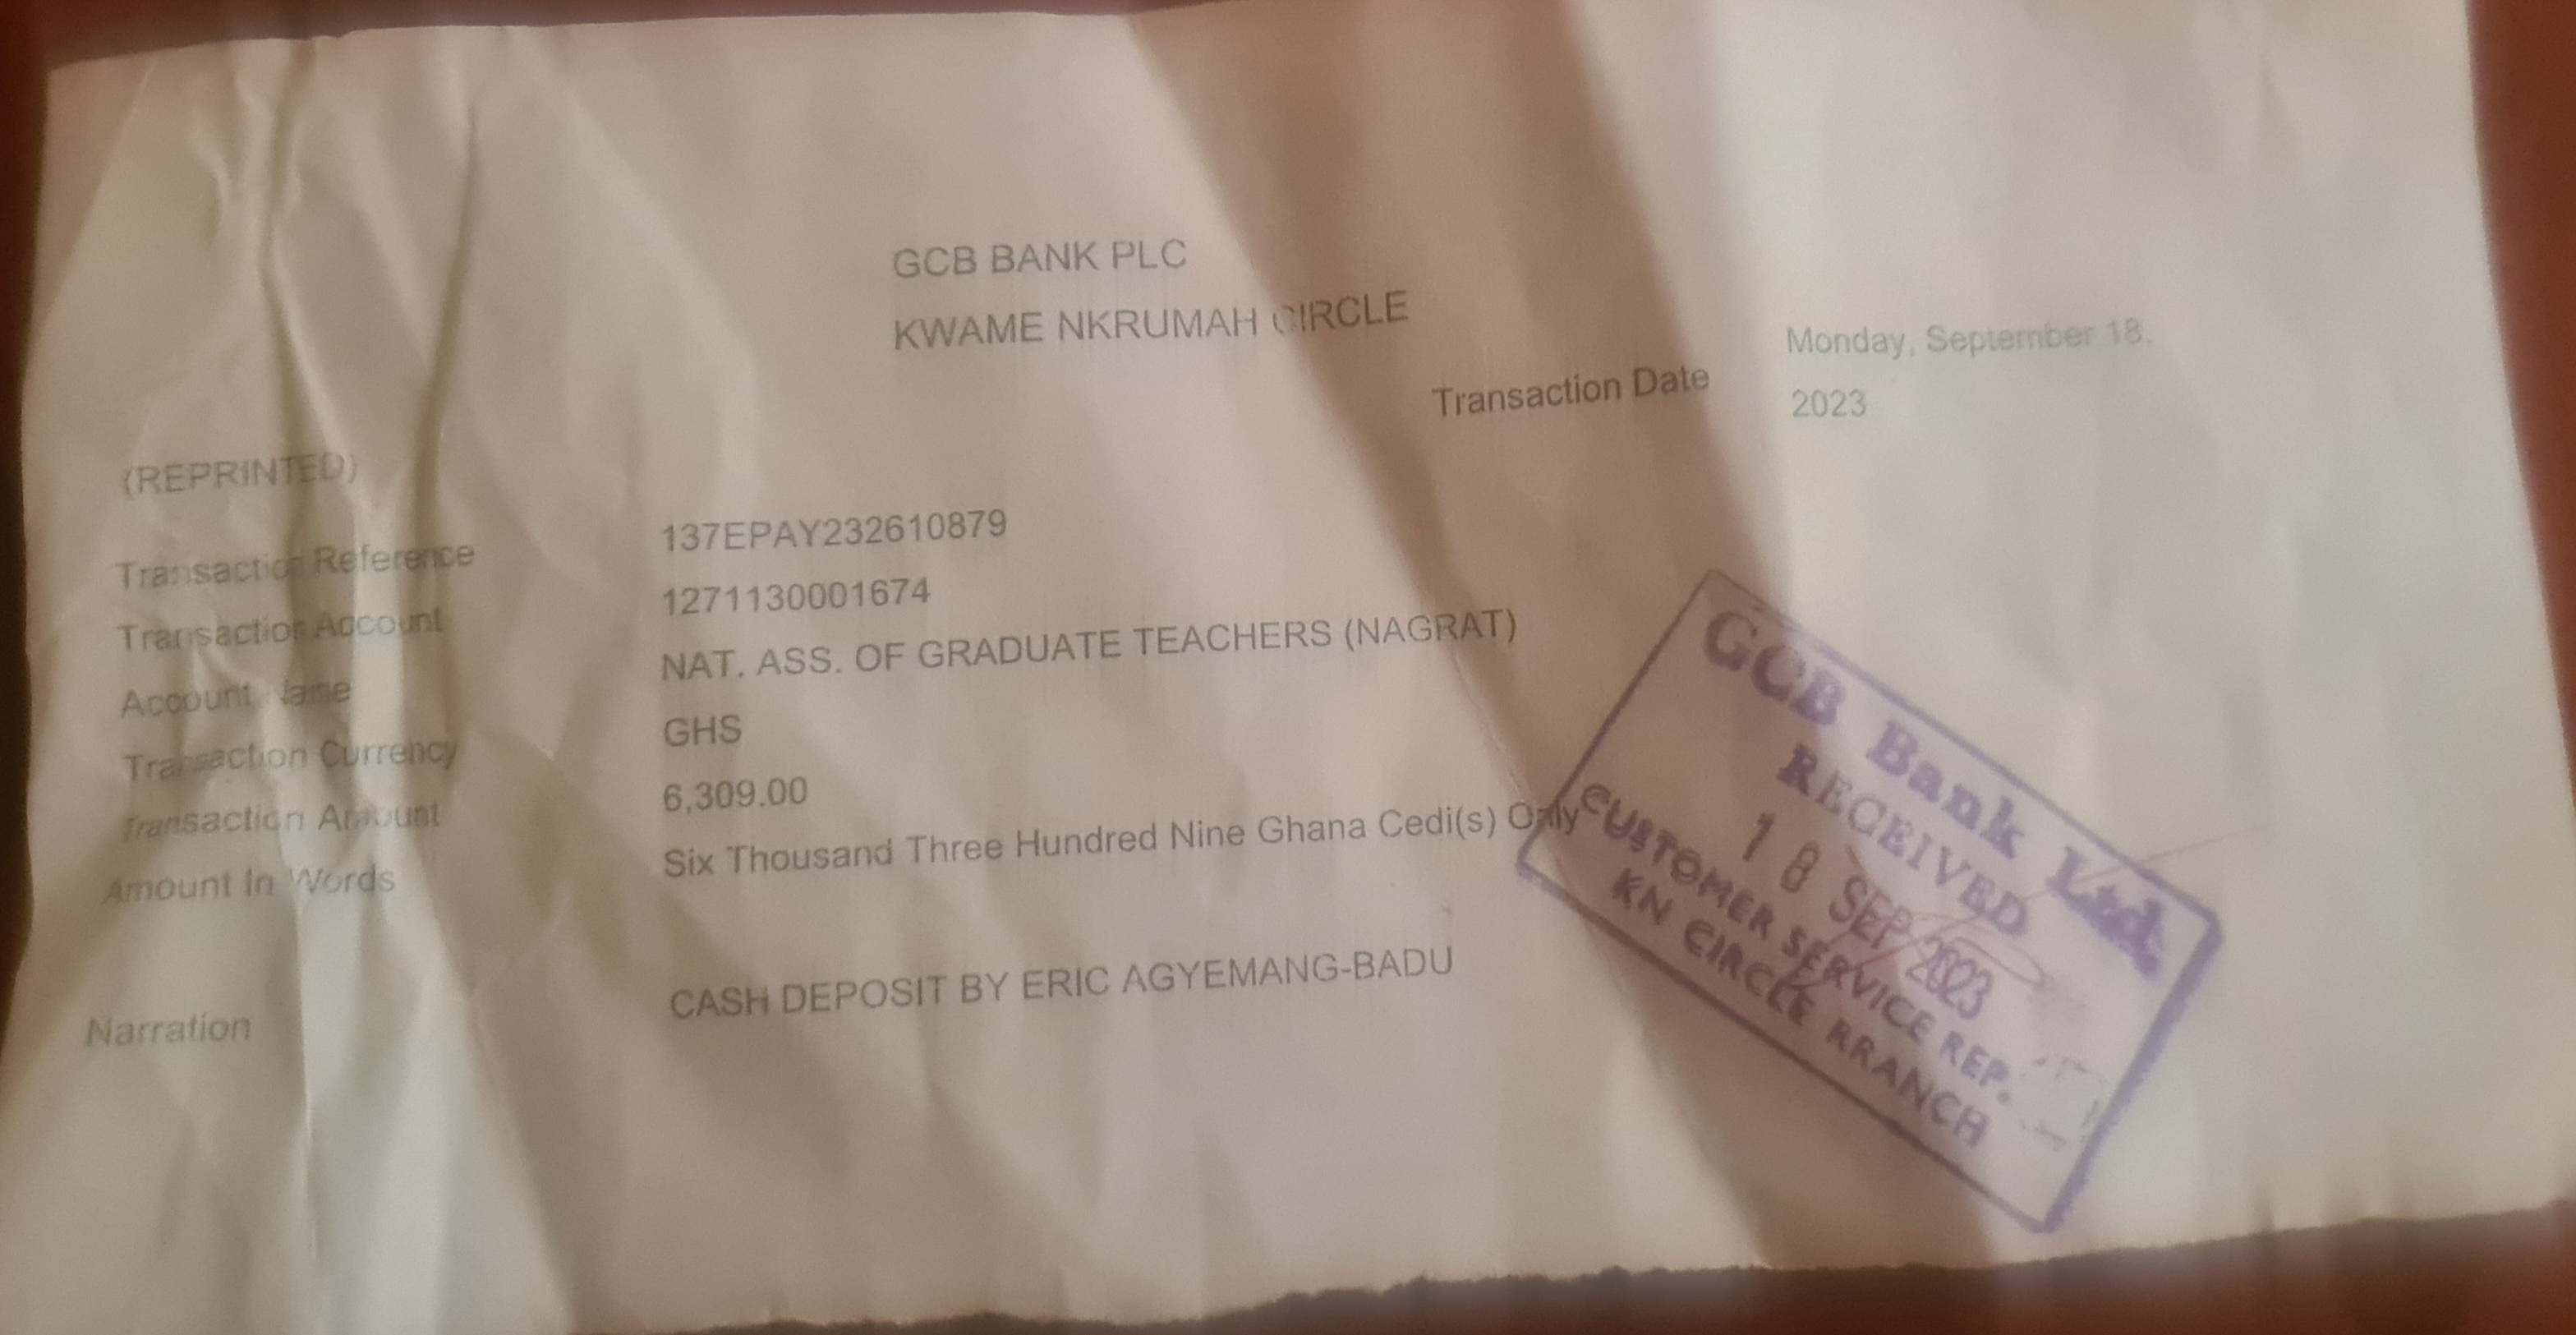 GCB BANK PLC
KWAME NKRUMAH CIRCLE
Transaction Date Monday, September 18,
2023
(REPRINTED)
Transaction Reference 137EPAY232610879
Transaction Account 1271130001674
Account Name NAT. ASS. OF GRADUATE TEACHERS (NAGRAT)
Transaction Currency GHS
Transaction Amount 6,309.00
Amount In Words Six Thousand Three Hundred Nine Ghana Cedi(s) Only
Narration CASH DEPOSIT BY ERIC AGYEMANG-BADU
GCB Bank Ltd.
RECEIVED
18 SEP 2023
CUSTOMER SERVICE REP.
KN CIRCLE BRANCH